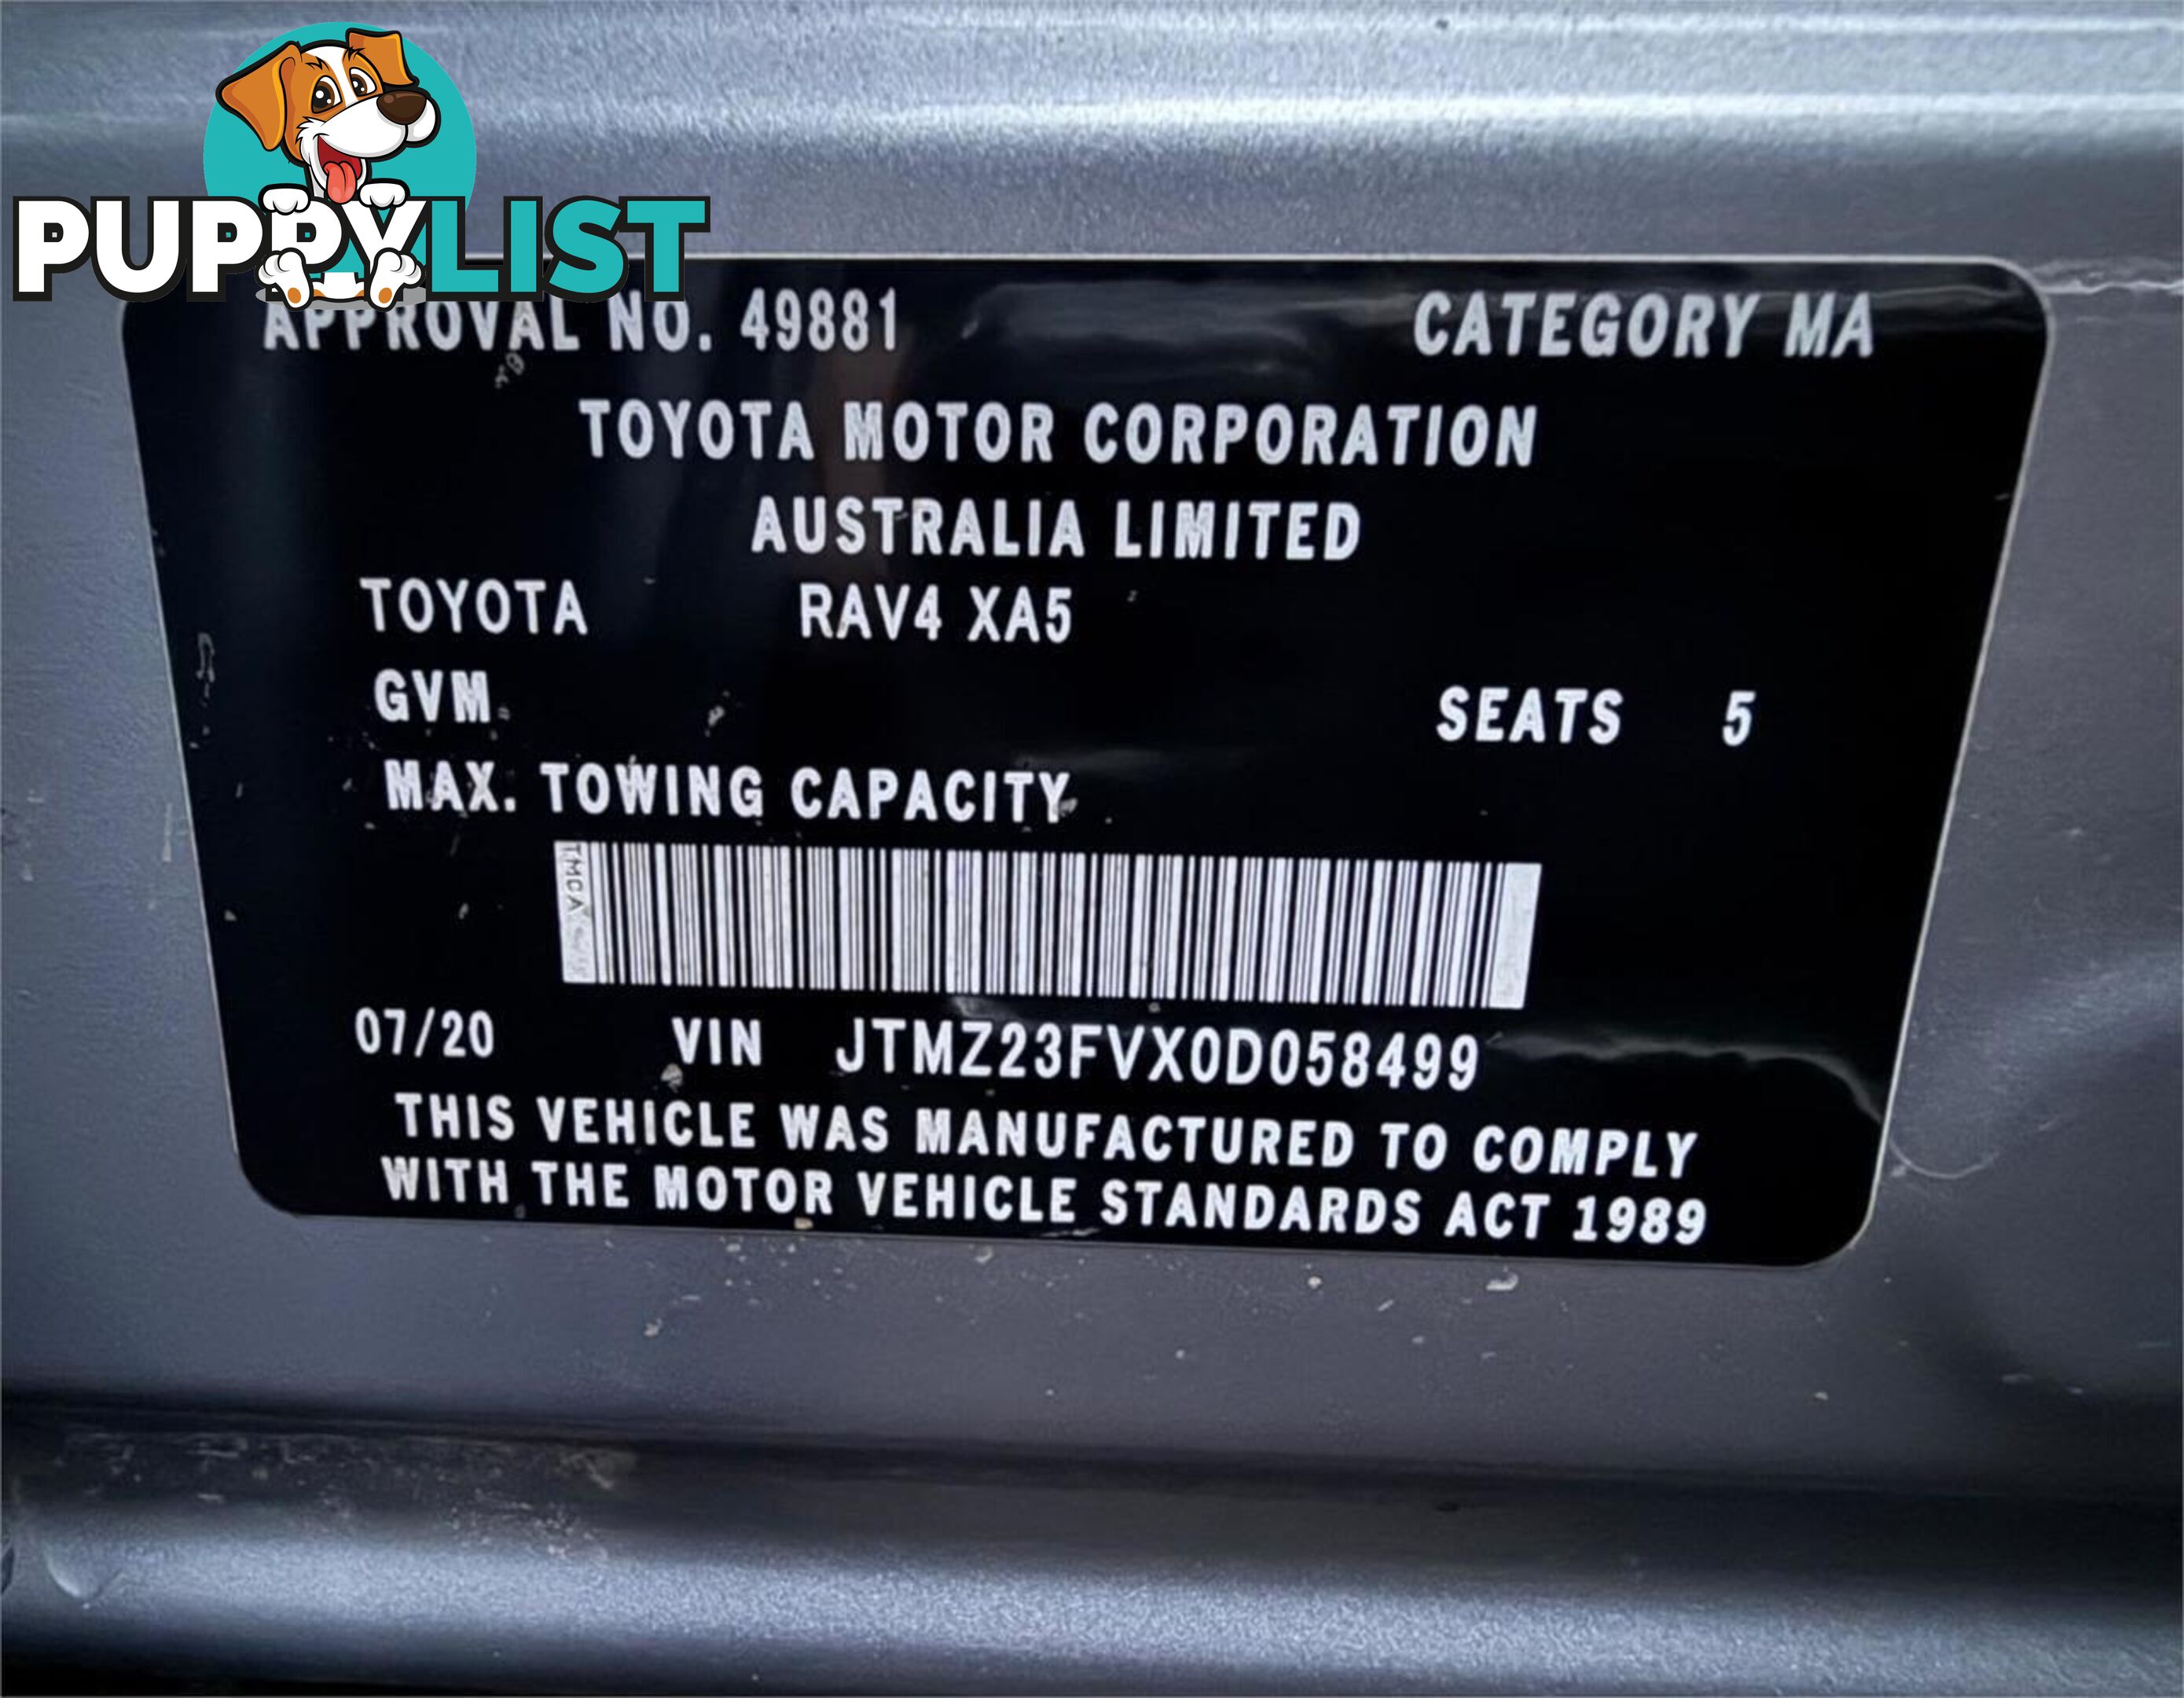 PUPPYLIST
APPROVAL NO. 49881 CATEGORY MA
TOYOTA MOTOR CORPORATION
AUSTRALIA LIMITED
TOYOTA RAV4 XA5
GVM SEATS 5
MAX. TOWING CAPACITY
TMCA
07/20 VIN JTMZ23FVX0D058499
THIS VEHICLE WAS MANUFACTURED TO COMPLY
WITH THE MOTOR VEHICLE STANDARDS ACT 1989